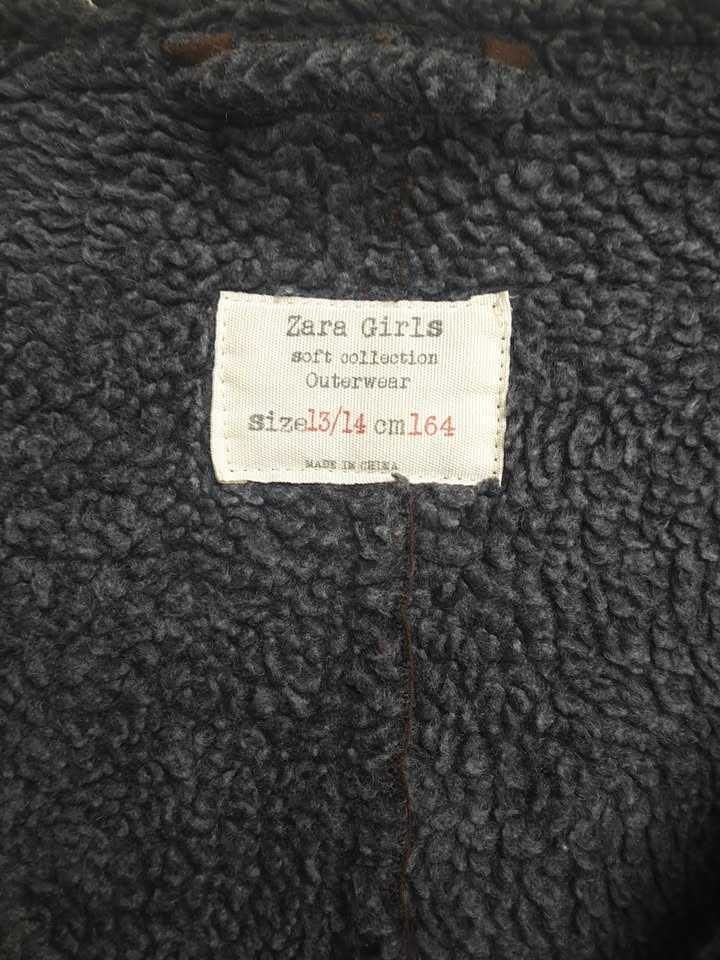 Zara Girls
soft collection
Outerwear
size13/14 cm164
MADE IN CHINA